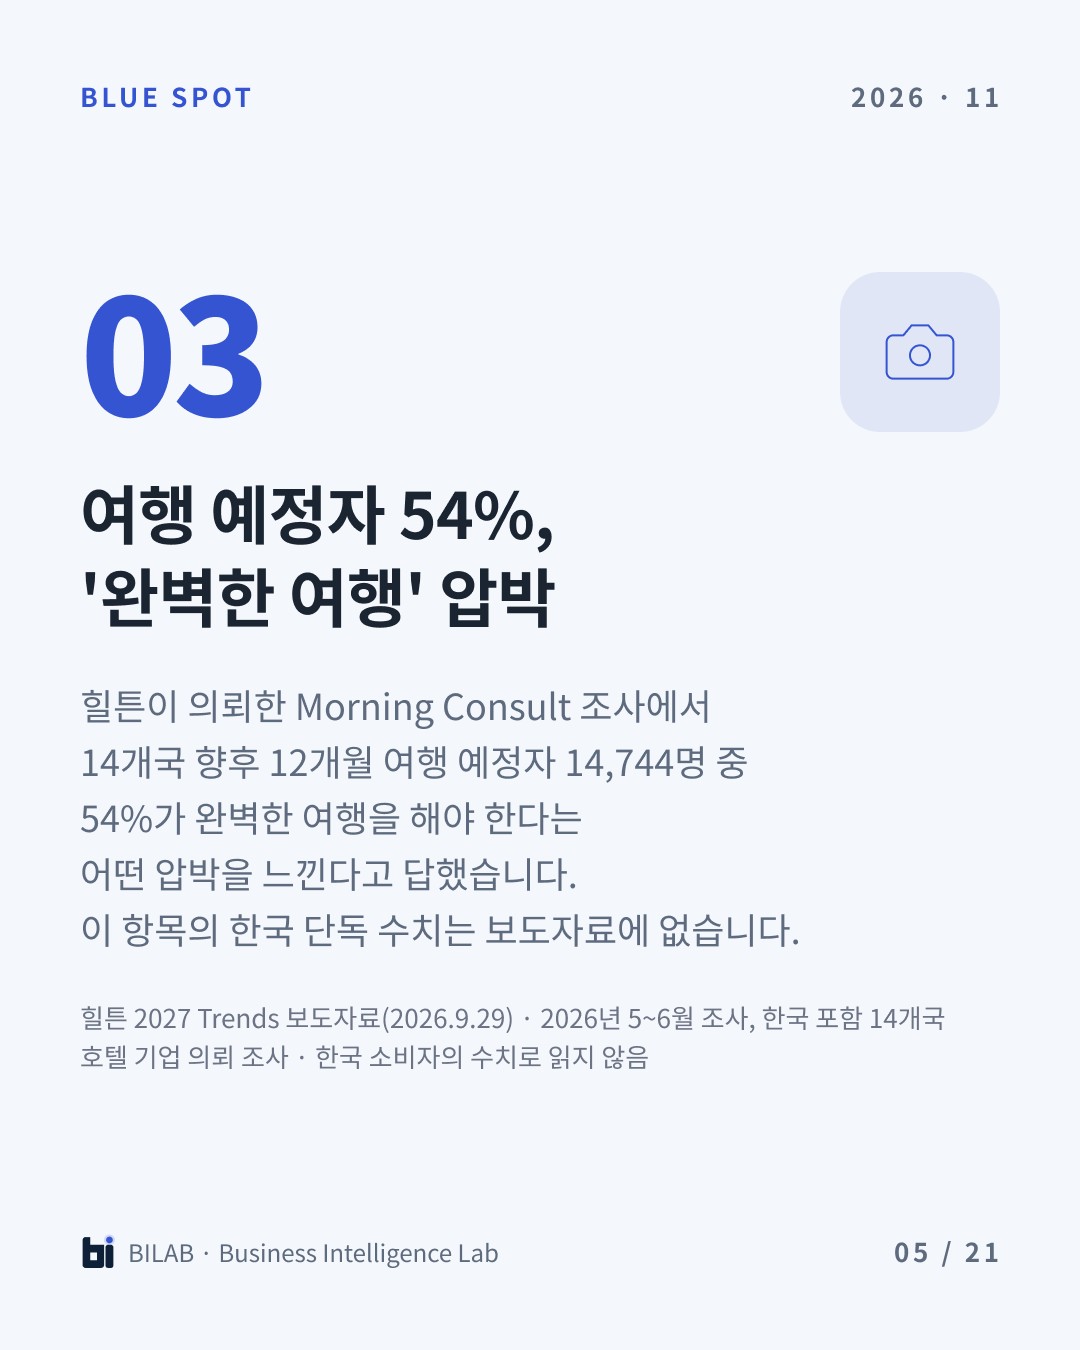 BLUE SPOT
2026 · 11
03
여행 예정자 54%,
'완벽한 여행' 압박
힐튼이 의뢰한 Morning Consult 조사에서
14개국 향후 12개월 여행 예정자 14,744명 중
54%가 완벽한 여행을 해야 한다는
어떤 압박을 느낀다고 답했습니다.
이 항목의 한국 단독 수치는 보도자료에 없습니다.
힐튼 2027 Trends 보도자료(2026.9.29) · 2026년 5~6월 조사, 한국 포함 14개국
호텔 기업 의뢰 조사 · 한국 소비자의 수치로 읽지 않음
bi BILAB · Business Intelligence Lab
05 / 21